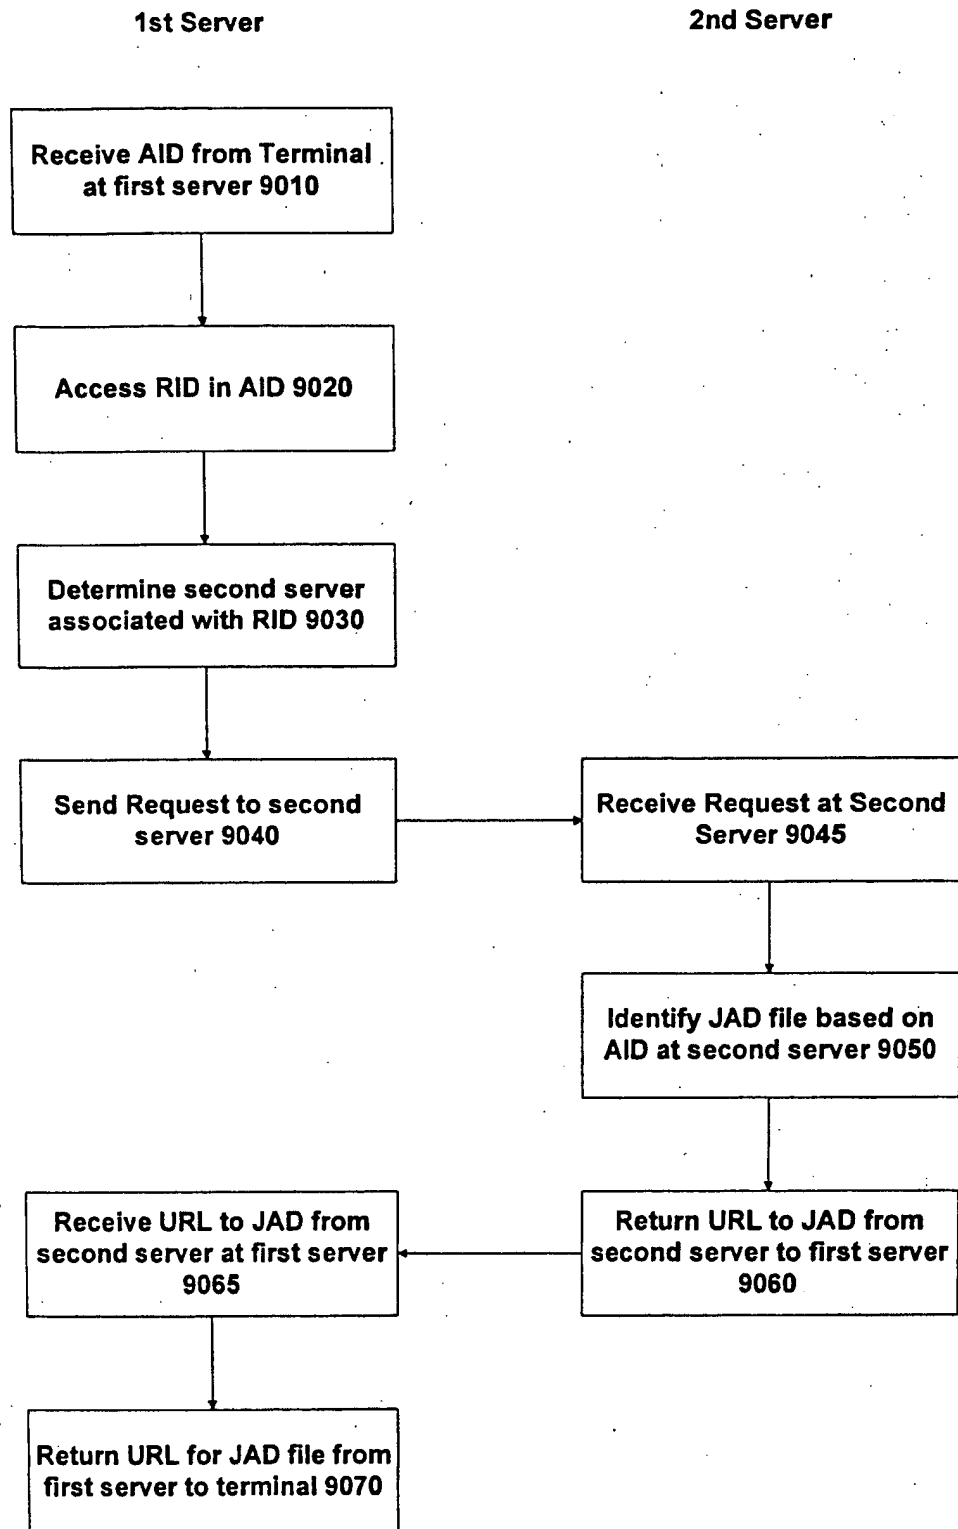 1st Server
2nd Server
Receive AID from Terminal
at first server 9010
Access RID in AID 9020
Determine second server
associated with RID 9030
Send Request to second
server 9040
Receive Request at Second
Server 9045
Identify JAD file based on
AID at second server 9050
Return URL to JAD from
second server to first server
9060
Receive URL to JAD from
second server at first server
9065
Return URL for JAD file from
first server to terminal 9070